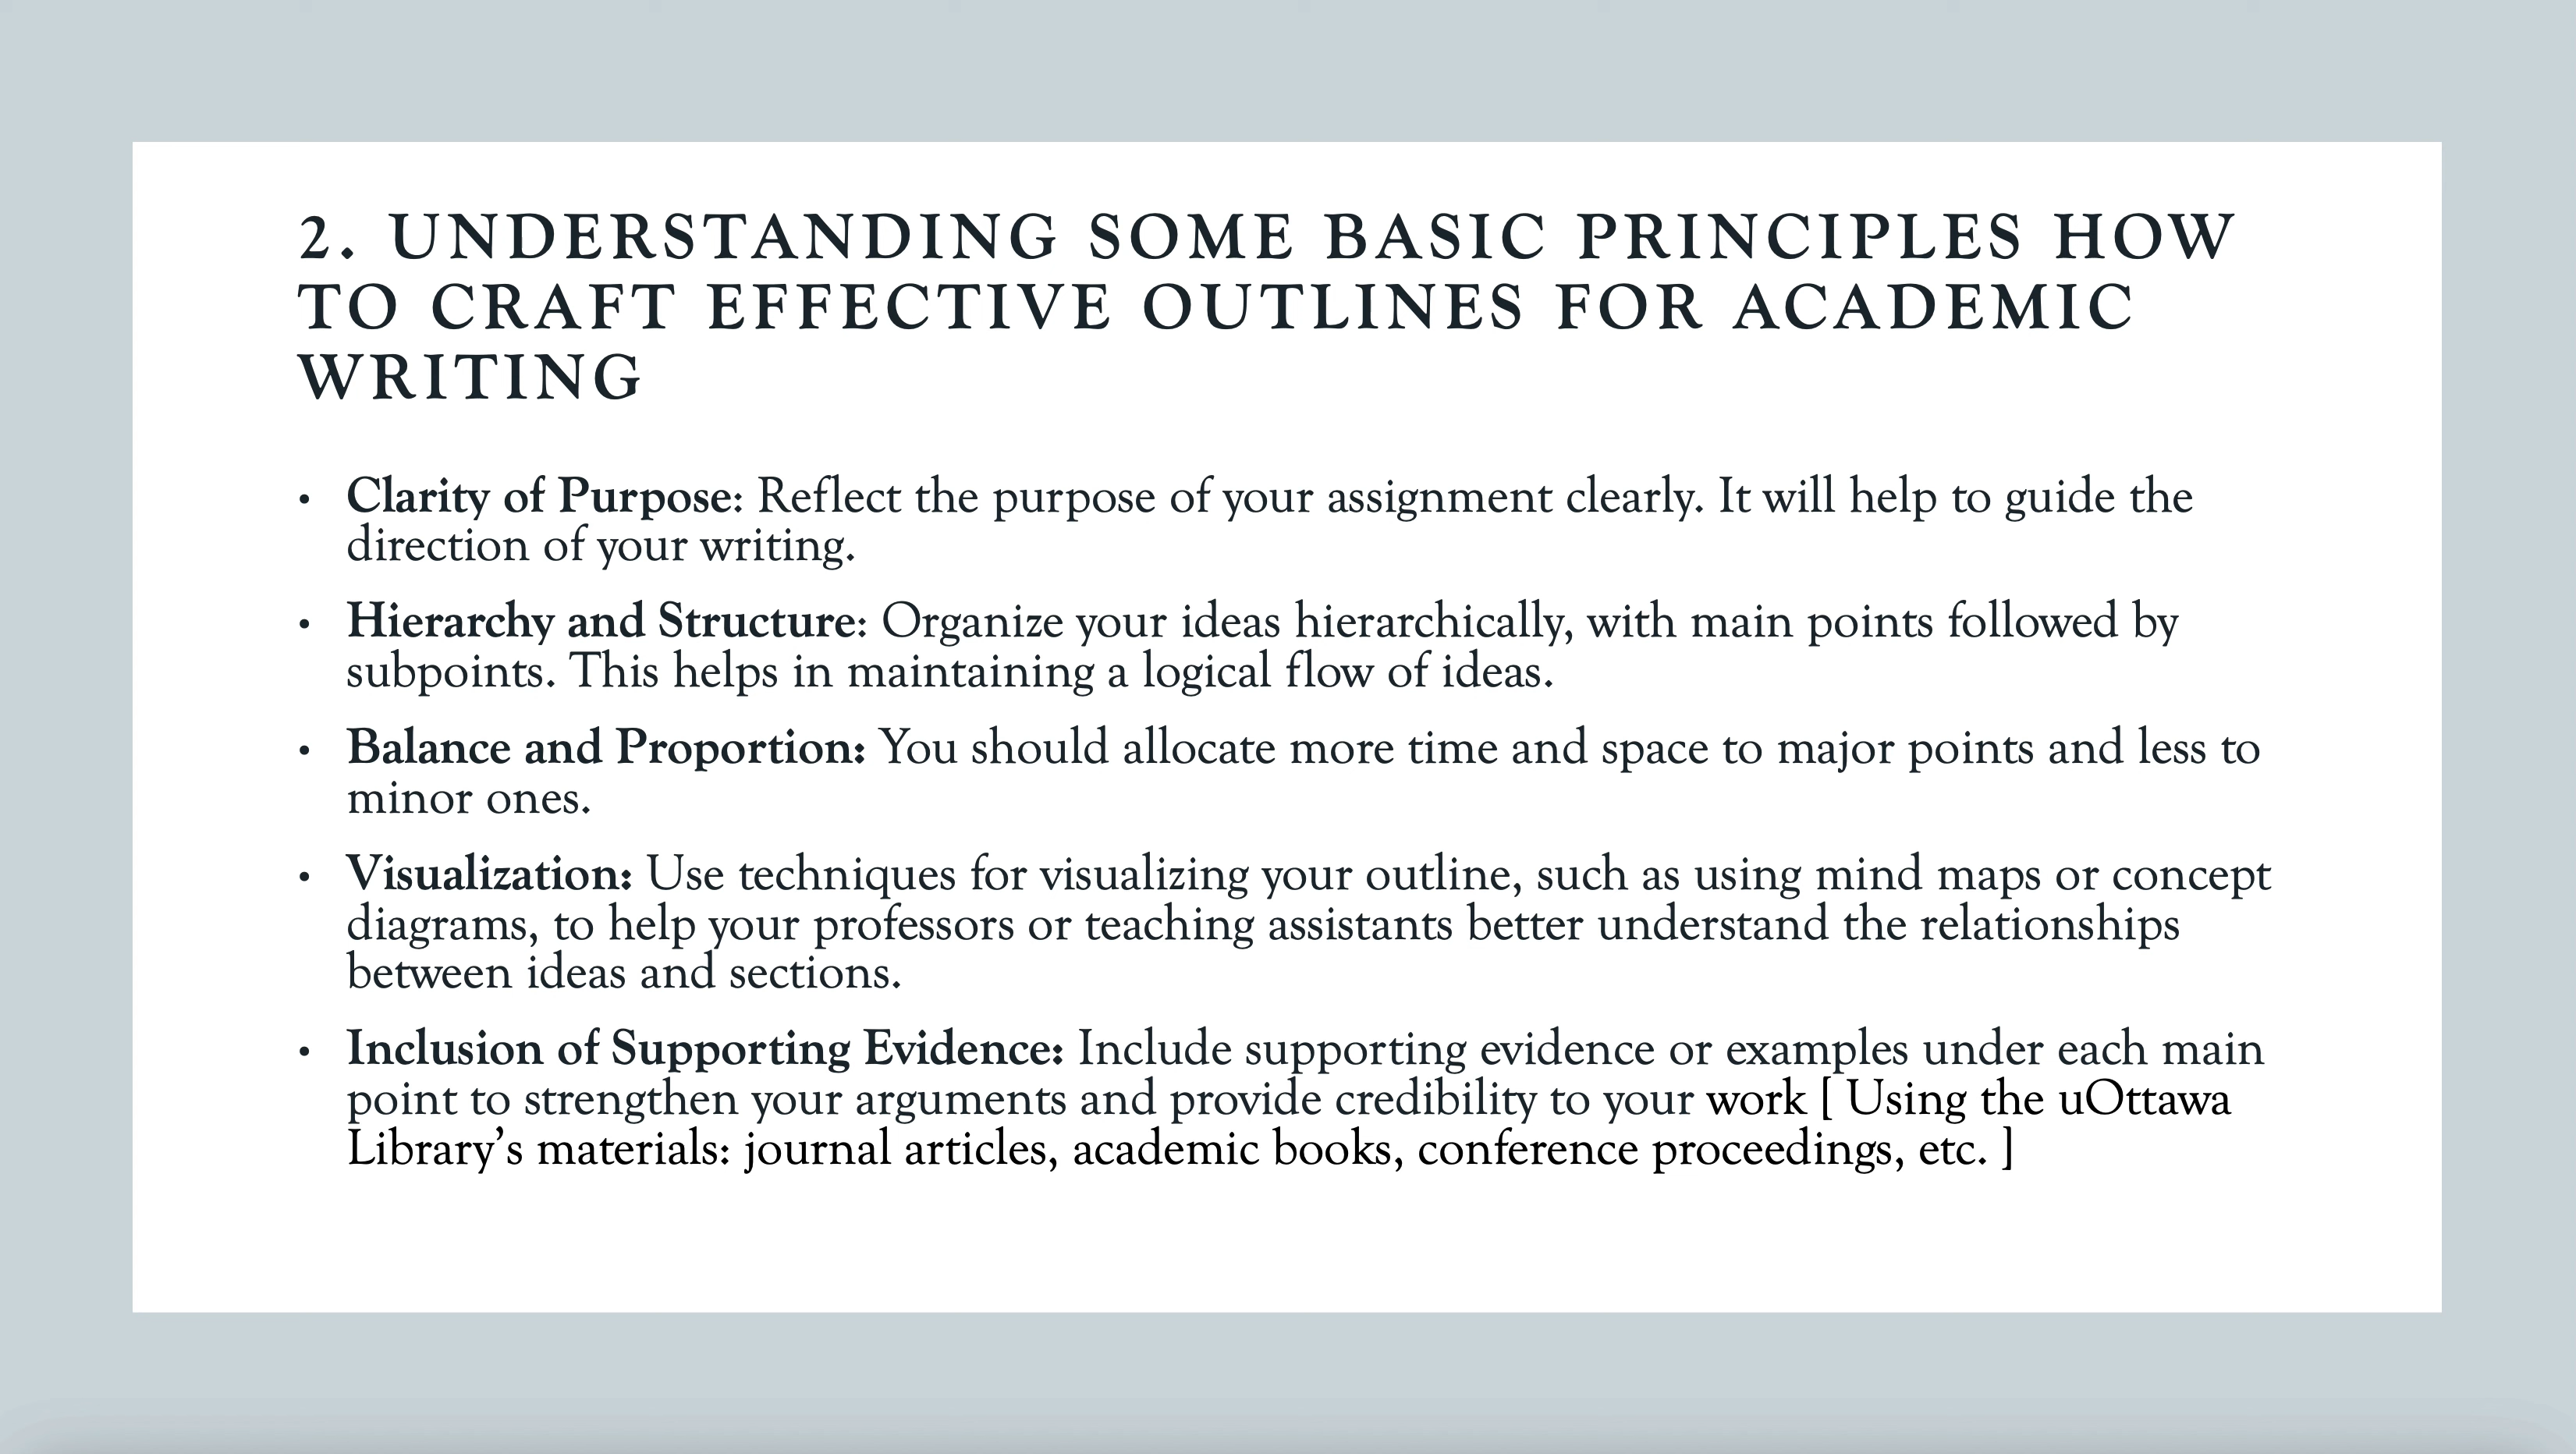 2. UNDERSTANDING SOME BASIC PRINCIPLES HOW
TO CRAFT EFFECTIVE OUTLINES FOR ACADEMIC
WRITING
• Clarity of Purpose: Reflect the purpose of your assignment clearly. It will help to guide the
direction of your writing.
• Hierarchy and Structure: Organize your ideas hierarchically, with main points followed by
subpoints. This helps in maintaining a logical flow of ideas.
• Balance and Proportion: You should allocate more time and space to major points and less to
minor ones.
• Visualization: Use techniques for visualizing your outline, such as using mind maps or concept
diagrams, to help your professors or teaching assistants better understand the relationships
between ideas and sections.
• Inclusion of Supporting Evidence: Include supporting evidence or examples under each main
point to strengthen your arguments and provide credibility to your work [ Using the uOttawa
Library’s materials: journal articles, academic books, conference proceedings, etc. ]